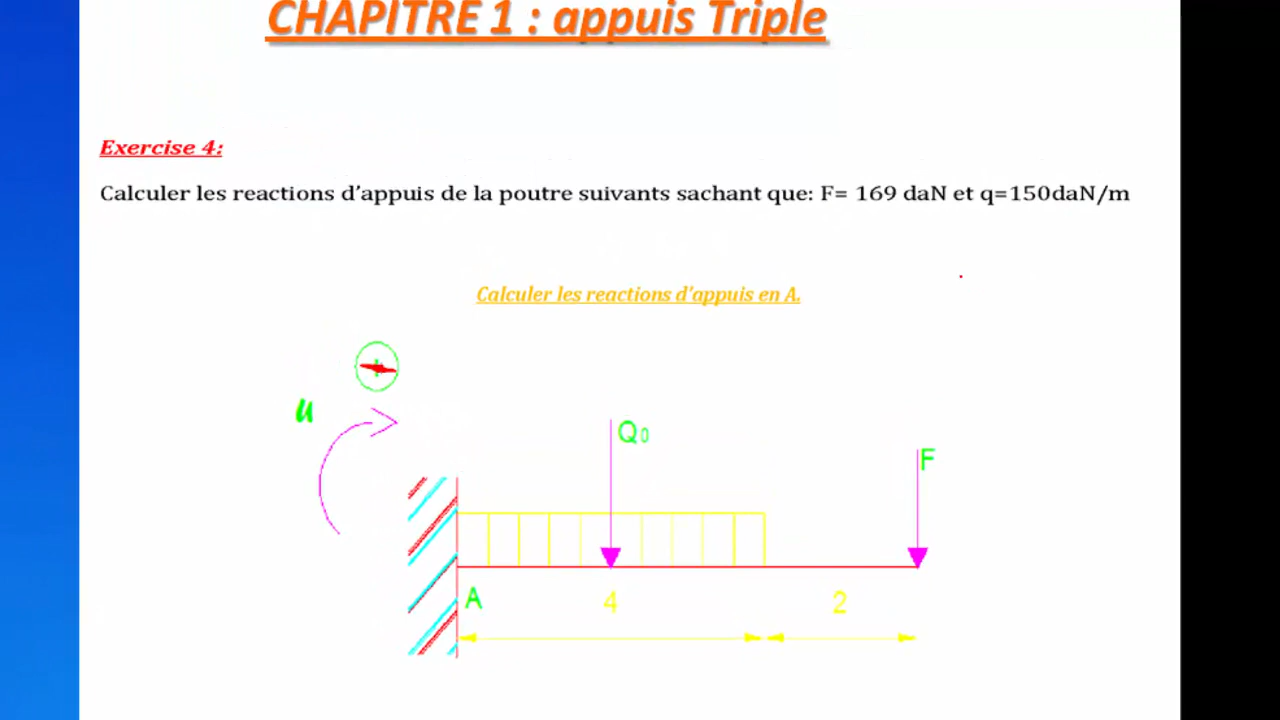 CHAPITRE 1 : appuis Triple
Exercise 4:
Calculer les reactions d'appuis de la poutre suivants sachant que: F= 169 daN et q=150daN/m
Calculer les reactions d'appuis en A.
u
Q0
F
A
4
2